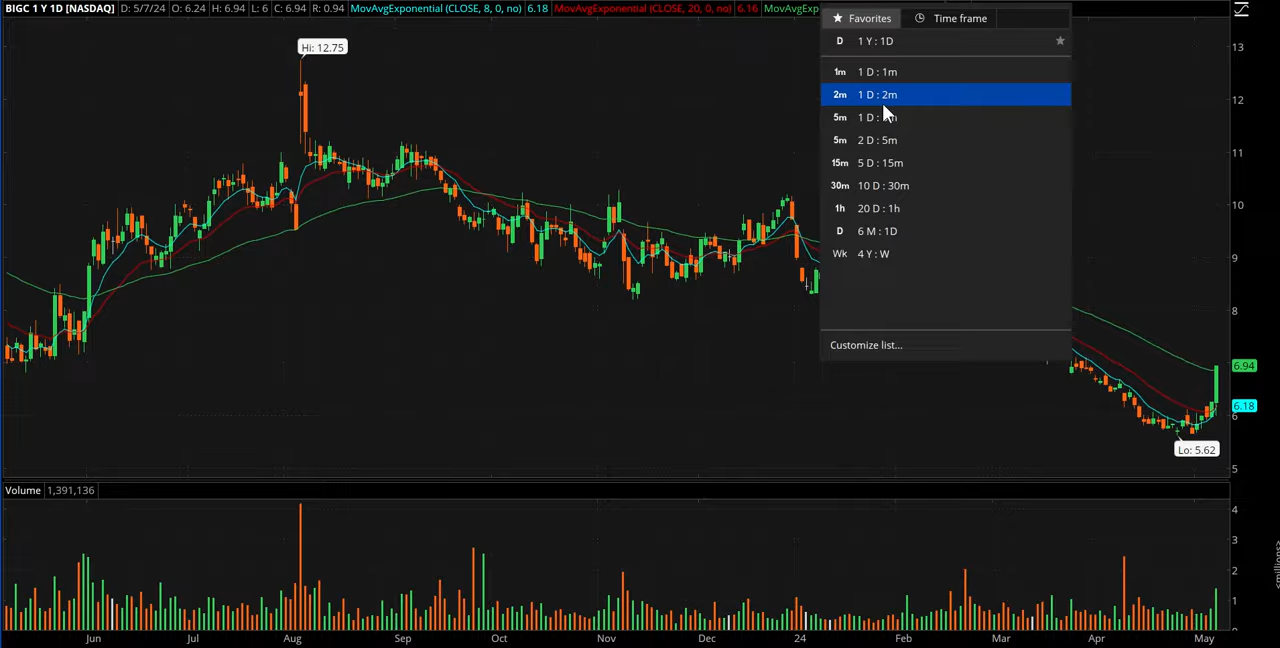 BIGC 1 Y 1D [NASDAQ] D: 5/7/24 O: 6.24 H: 6.94 L: 6 C: 6.94 R: 0.94 MovAvgExponential (CLOSE, 8, 0, no) 6.18 MovAvgExponential (CLOSE, 20, 0, no) 6.16 MovAvgExp
Favorites Time frame
D 1 Y : 1D
1m 1 D : 1m
2m 1 D : 2m
5m 1 D : m
5m 2 D : 5m
15m 5 D : 15m
30m 10 D : 30m
1h 20 D : 1h
D 6 M : 1D
Wk 4 Y : W
Customize list...
Hi: 12.75
Lo: 5.62
13
12
11
10
9
8
6.94
6.18
6
5
Volume 1,391,136
4
3
2
1
0
<millions>
Jun Jul Aug Sep Oct Nov Dec 24 Feb Mar Apr May